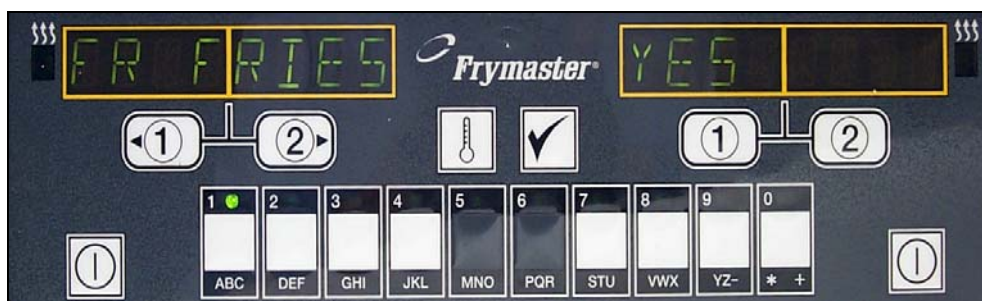 FR FRIES
Frymaster
YES
1 2
1 2
1 2 3 4 5 6 7 8 9 0
ABC DEF GHI JKL MNO PQR STU VWX YZ- * +